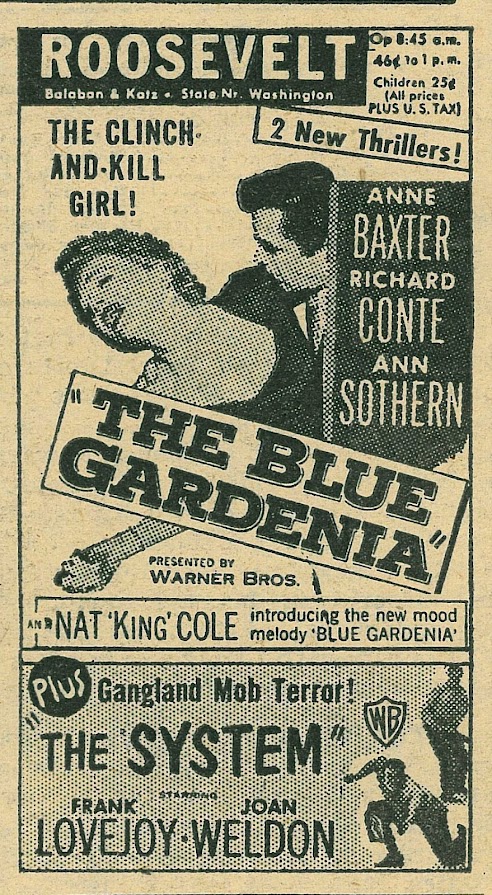 ROOSEVELT
Balaban & Katz • State Nr. Washington
Op 8:45 a.m.
46¢ to 1 p.m.
Children 25¢
(All prices
PLUS U.S. TAX)
THE CLINCH-
AND-KILL
GIRL!
2 New Thrillers!
ANNE
BAXTER
RICHARD
CONTE
ANN
SOTHERN
"THE BLUE
GARDENIA"
PRESENTED BY
WARNER BROS.
AND NAT 'KING' COLE
introducing the new mood
melody 'BLUE GARDENIA'
Plus Gangland Mob Terror!
"THE SYSTEM"
WB
STARRING
FRANK JOAN
LOVEJOY • WELDON